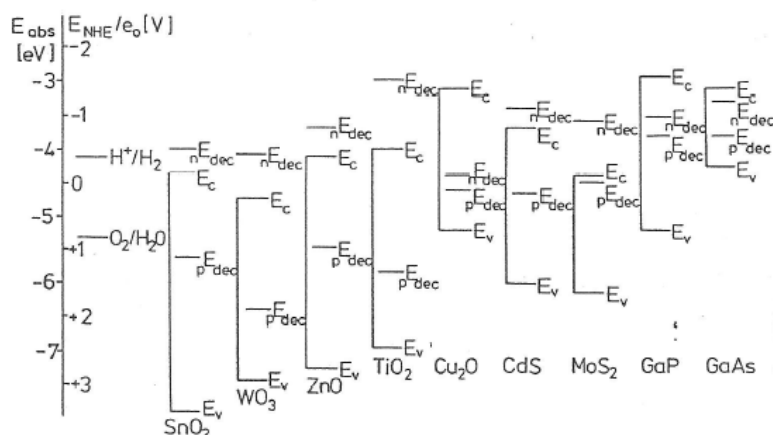 E_abs E_NHE/e_o [V]
[eV]
-2
-3
-1
-4
0
-5
+1
-6
+2
-7
+3
H⁺/H₂
O₂/H₂O
nE_dec
E_c
pE_dec
E_v
SnO₂
nE_dec
E_c
pE_dec
E_v
WO₃
nE_dec
E_c
pE_dec
E_v
ZnO
nE_dec
E_c
pE_dec
E_v
TiO₂
E_c
nE_dec
pE_dec
E_v
Cu₂O
nE_dec
E_c
pE_dec
E_v
CdS
nE_dec
E_c
pE_dec
E_v
MoS₂
E_c
nE_dec
pE_dec
E_v
GaP
E_c
nE_dec
pE_dec
E_v
GaAs